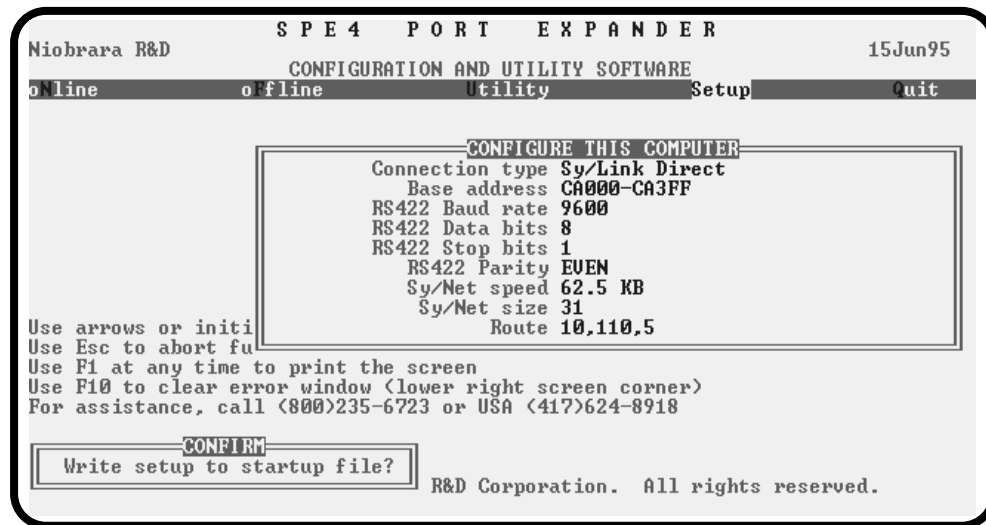 SPE4 PORT EXPANDER
Niobrara R&D 15Jun95
CONFIGURATION AND UTILITY SOFTWARE
oNline oFfline Utility Setup Quit
CONFIGURE THIS COMPUTER
Connection type Sy/Link Direct
Base address CA000-CA3FF
RS422 Baud rate 9600
RS422 Data bits 8
RS422 Stop bits 1
RS422 Parity EVEN
Sy/Net speed 62.5 KB
Sy/Net size 31
Route 10,110,5
Use arrows or initi
Use Esc to abort fu
Use F1 at any time to print the screen
Use F10 to clear error window (lower right screen corner)
For assistance, call (800)235-6723 or USA (417)624-8918
CONFIRM
Write setup to startup file?
R&D Corporation. All rights reserved.